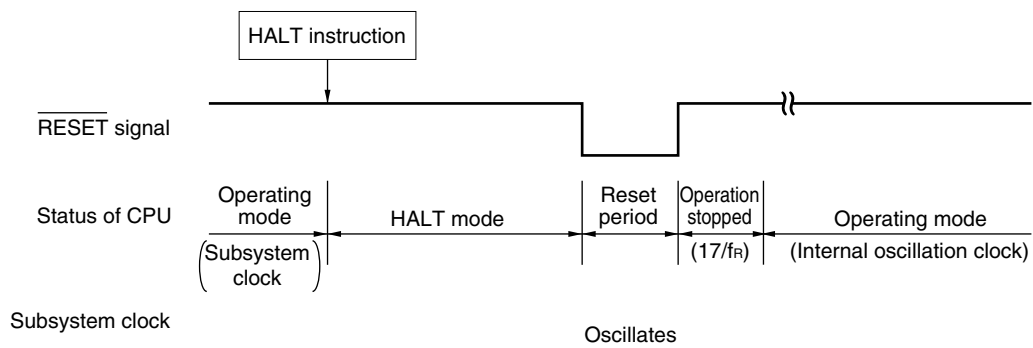 HALT instruction
RESET signal
Status of CPU
Operating
mode
(Subsystem
clock)
HALT mode
Reset
period
Operation
stopped
(17/fR)
Operating mode
(Internal oscillation clock)
Subsystem clock
Oscillates